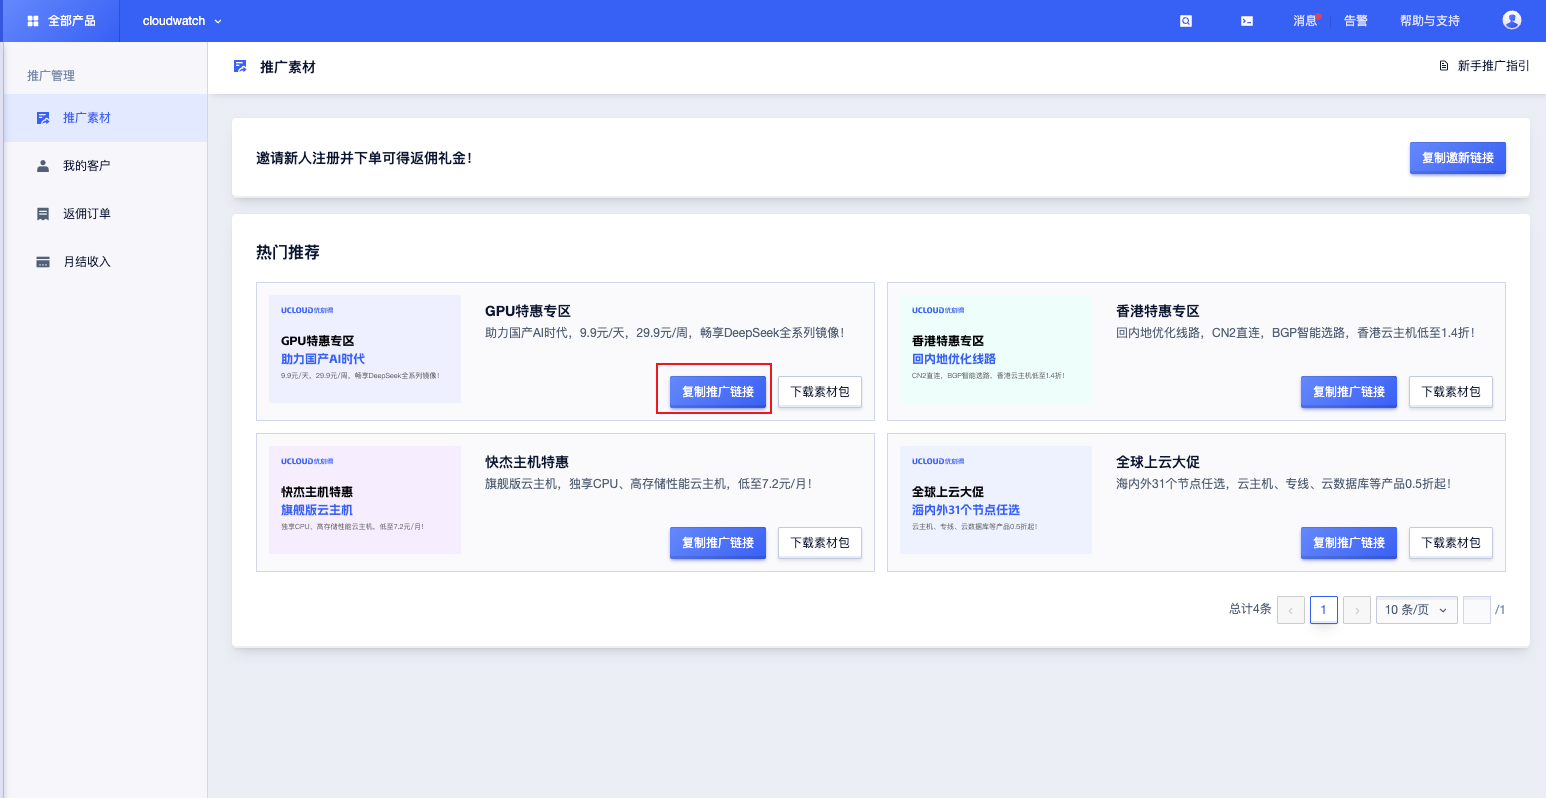 全部产品
cloudwatch
消息
告警
帮助与支持
推广管理
推广素材
我的客户
返佣订单
月结收入
推广素材
新手推广指引
邀请新人注册并下单可得返佣礼金！
复制邀新链接
热门推荐
UCLOUD优刻得
GPU特惠专区
助力国产AI时代
9.9元/天，29.9元/周，畅享DeepSeek全系列镜像！
GPU特惠专区
助力国产AI时代，9.9元/天，29.9元/周，畅享DeepSeek全系列镜像！
复制推广链接
下载素材包
UCLOUD优刻得
香港特惠专区
回内地优化线路
CN2直连，BGP智能选路，香港云主机低至1.4折！
香港特惠专区
回内地优化线路，CN2直连，BGP智能选路，香港云主机低至1.4折！
复制推广链接
下载素材包
UCLOUD优刻得
快杰主机特惠
旗舰版云主机
独享CPU、高存储性能云主机，低至7.2元/月！
快杰主机特惠
旗舰版云主机，独享CPU、高存储性能云主机，低至7.2元/月！
复制推广链接
下载素材包
UCLOUD优刻得
全球上云大促
海内外31个节点任选
云主机、专线、云数据库等产品0.5折起！
全球上云大促
海内外31个节点任选，云主机、专线、云数据库等产品0.5折起！
复制推广链接
下载素材包
总计4条
1
10 条/页
/1